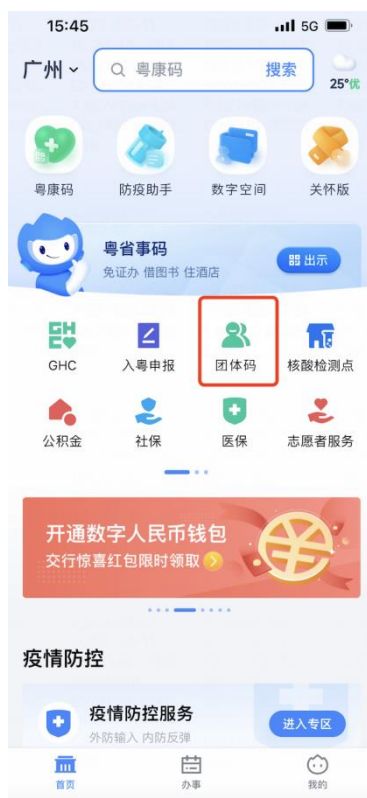 15:45
5G
广州
粤康码
搜索
25°优
粤康码
防疫助手
数字空间
关怀版
粤省事码
免证办 借图书 住酒店
出示
GHC
入粤申报
团体码
核酸检测点
公积金
社保
医保
志愿者服务
开通数字人民币钱包
交行惊喜红包限时领取
疫情防控
疫情防控服务
外防输入 内防反弹
进入专区
首页
办事
我的